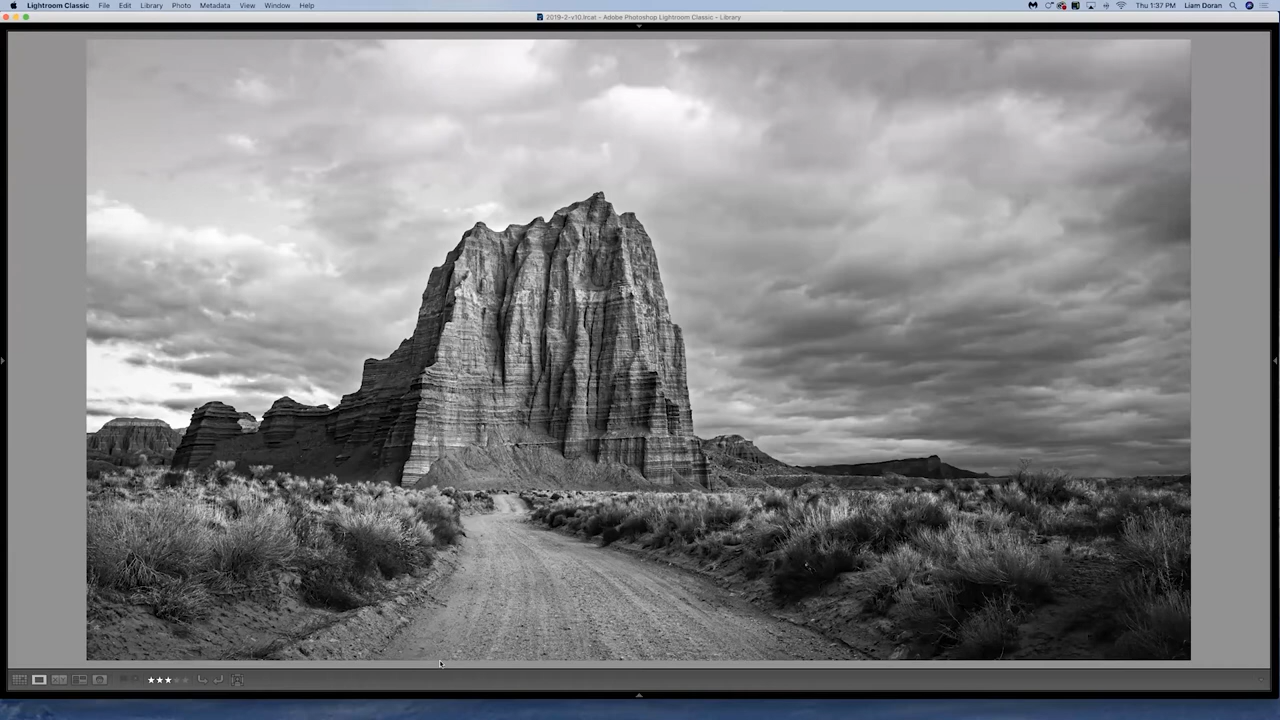 Lightroom Classic File Edit Library Photo Metadata View Window Help Thu 1:37 PM Liam Doran
2019-2-v10.lrcat - Adobe Photoshop Lightroom Classic - Library